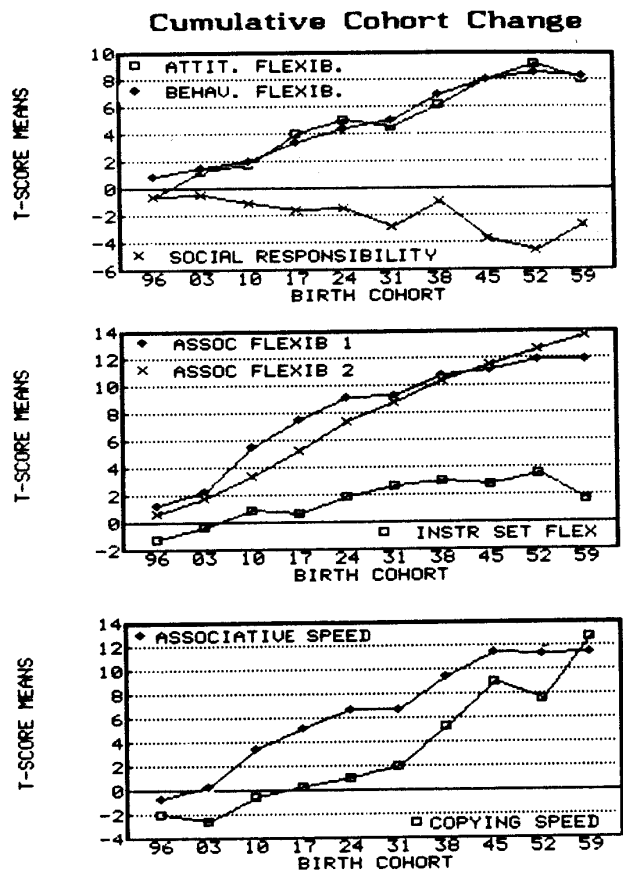 Cumulative Cohort Change
10
8
6
4
2
0
-2
-4
-6
T-SCORE MEANS
ATTIT. FLEXIB.
BEHAV. FLEXIB.
SOCIAL RESPONSIBILITY
96 03 10 17 24 31 38 45 52 59
BIRTH COHORT
14
12
10
8
6
4
2
0
-2
T-SCORE MEANS
ASSOC FLEXIB 1
ASSOC FLEXIB 2
INSTR SET FLEX
96 03 10 17 24 31 38 45 52 59
BIRTH COHORT
14
12
10
8
6
4
2
0
-2
-4
T-SCORE MEANS
ASSOCIATIVE SPEED
COPYING SPEED
96 03 10 17 24 31 38 45 52 59
BIRTH COHORT